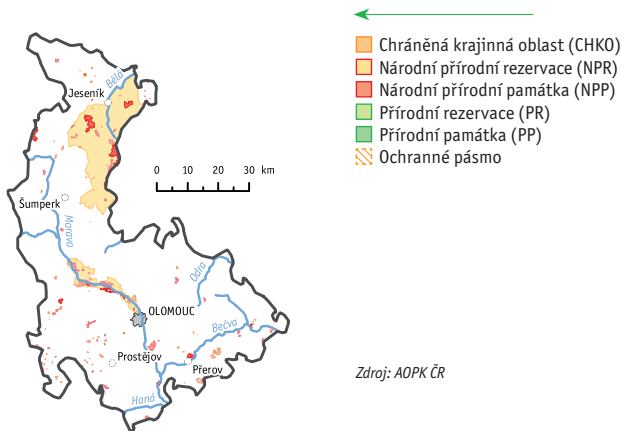 Chráněná krajinná oblast (CHKO)
Národní přírodní rezervace (NPR)
Národní přírodní památka (NPP)
Přírodní rezervace (PR)
Přírodní památka (PP)
Ochranné pásmo
Bělá
Jeseník
0 10 20 30 km
Šumperk
Morava
Odra
OLOMOUC
Bečva
Prostějov
Přerov
Haná
Zdroj: AOPK ČR